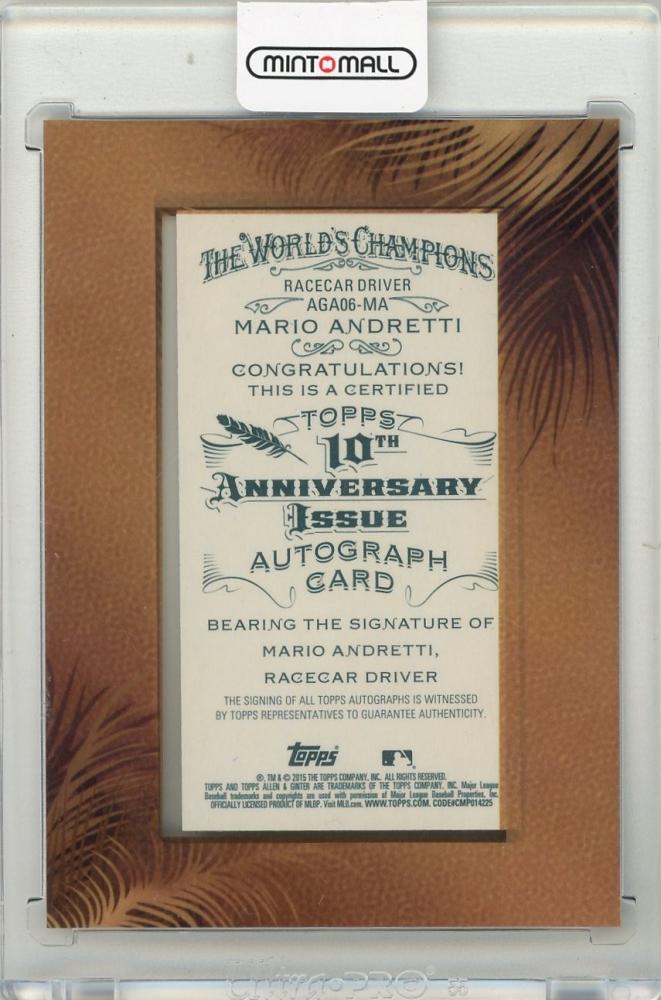 MINTMALL
THE WORLD'S CHAMPIONS
RACECAR DRIVER
AGA06-MA
MARIO ANDRETTI
CONGRATULATIONS!
THIS IS A CERTIFIED
TOPPS
10TH
ANNIVERSARY
ISSUE
AUTOGRAPH
CARD
BEARING THE SIGNATURE OF
MARIO ANDRETTI,
RACECAR DRIVER
THE SIGNING OF ALL TOPPS AUTOGRAPHS IS WITNESSED
BY TOPPS REPRESENTATIVES TO GUARANTEE AUTHENTICITY.
topps
®, TM & © 2015 THE TOPPS COMPANY, INC. ALL RIGHTS RESERVED.
TOPPS AND TOPPS ALLEN & GINTER ARE TRADEMARKS OF THE TOPPS COMPANY, INC. Major League
Baseball trademarks and copyrights are used with permission of Major League Baseball Properties, Inc.
OFFICIALLY LICENSED PRODUCT OF MLBP. Visit MLB.com. WWW.TOPPS.COM. CODE#CMP014225
Ultra·PRO®